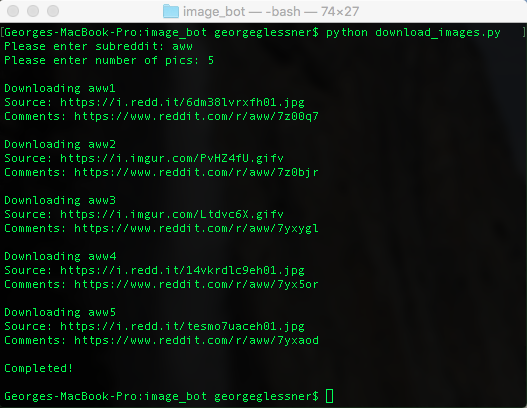 image_bot — -bash — 74×27
[Georges-MacBook-Pro:image_bot georgeglessner$ python download_images.py ]
Please enter subreddit: aww
Please enter number of pics: 5
Downloading aww1
Source: https://i.redd.it/6dm38lvrxfh01.jpg
Comments: https://www.reddit.com/r/aww/7z00q7
Downloading aww2
Source: https://i.imgur.com/PvHZ4fU.gifv
Comments: https://www.reddit.com/r/aww/7z0bjr
Downloading aww3
Source: https://i.imgur.com/Ltdvc6X.gifv
Comments: https://www.reddit.com/r/aww/7yxygl
Downloading aww4
Source: https://i.redd.it/14vkrdlc9eh01.jpg
Comments: https://www.reddit.com/r/aww/7yx5or
Downloading aww5
Source: https://i.redd.it/tesmo7uaceh01.jpg
Comments: https://www.reddit.com/r/aww/7yxaod
Completed!
Georges-MacBook-Pro:image_bot georgeglessner$